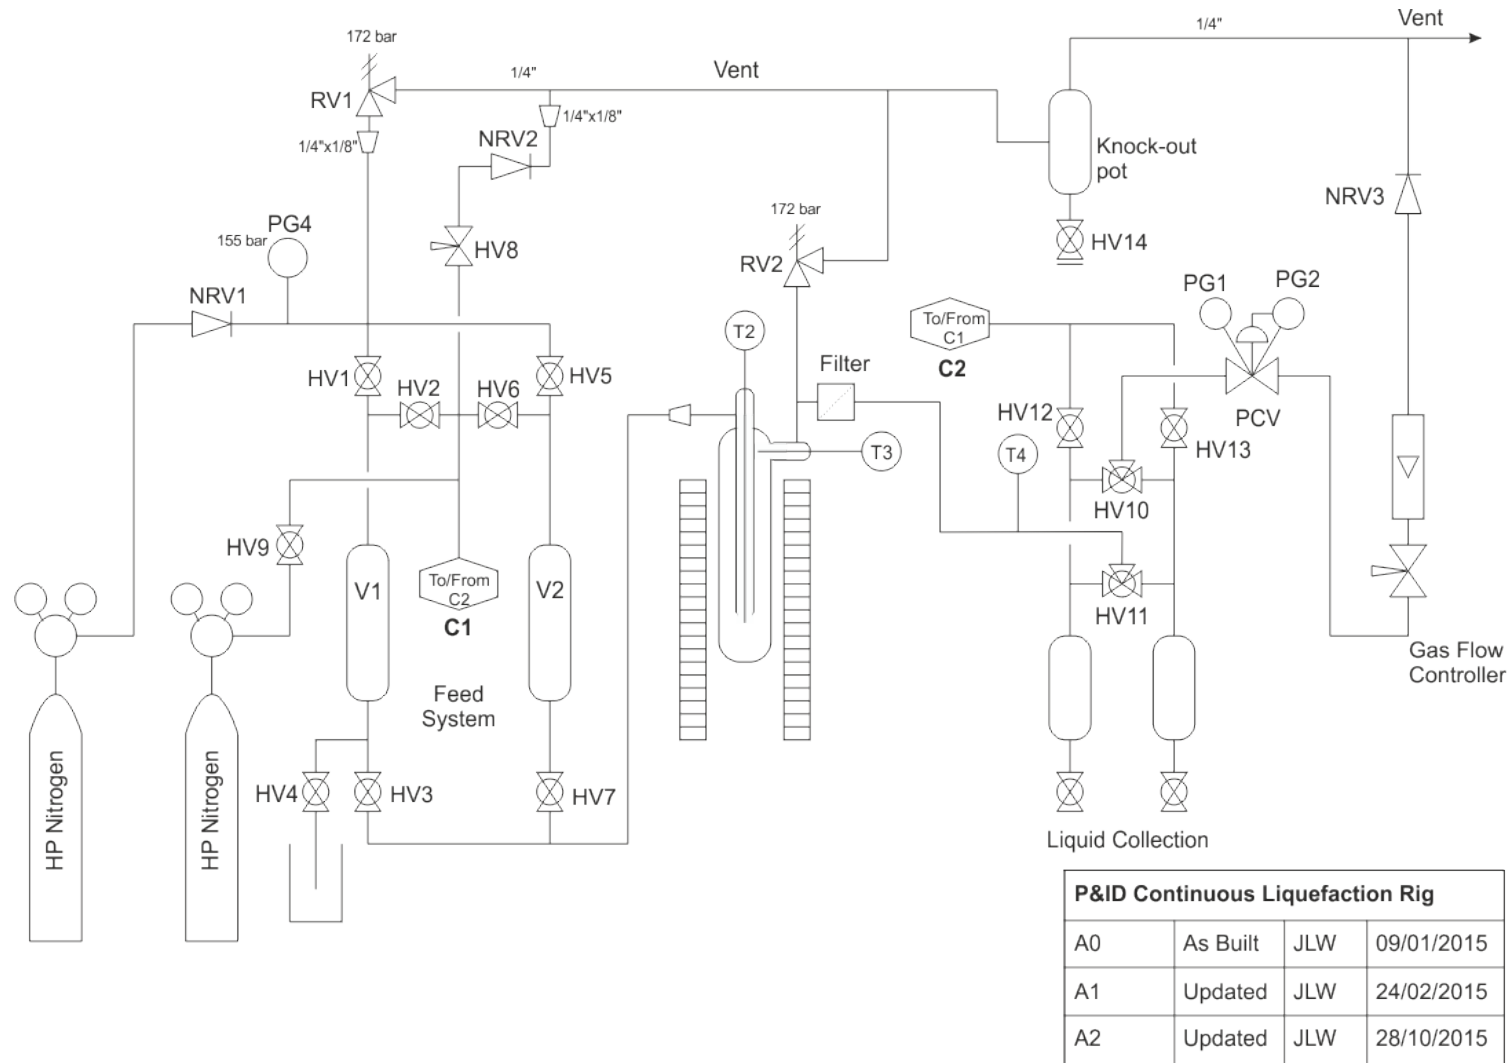 Vent
1/4"
172 bar
1/4"
Vent
RV1
1/4"x1/8"
1/4"x1/8"
NRV2
Knock-out
pot
NRV3
172 bar
PG4
155 bar
HV8
HV14
RV2
PG1
PG2
NRV1
To/From
C1
C2
T2
Filter
HV1
HV2
HV6
HV5
PCV
HV12
HV13
T3
T4
HV10
HV9
V1
To/From
C2
C1
V2
HV11
Gas Flow
Controller
Feed
System
HP Nitrogen
HP Nitrogen
HV4
HV3
HV7
Liquid Collection
P&ID Continuous Liquefaction Rig
A0 As Built JLW 09/01/2015
A1 Updated JLW 24/02/2015
A2 Updated JLW 28/10/2015